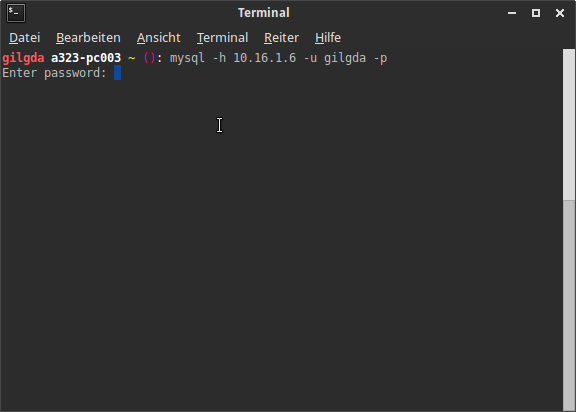 Terminal
Datei Bearbeiten Ansicht Terminal Reiter Hilfe
gilgda a323-pc003 ~ (): mysql -h 10.16.1.6 -u gilgda -p
Enter password: